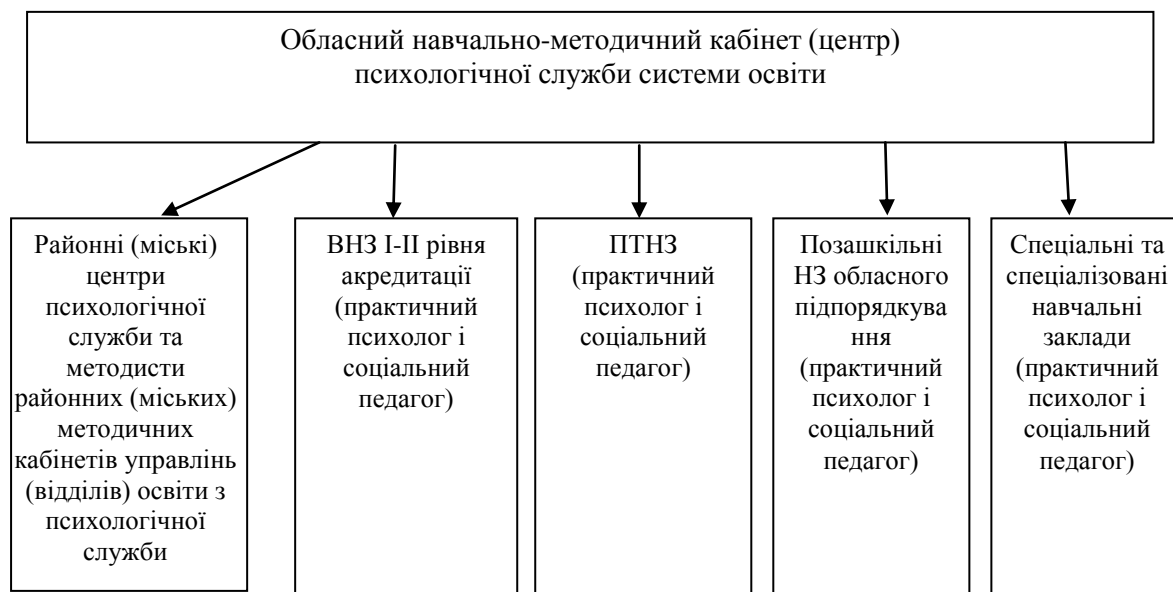 Обласний навчально-методичний кабінет (центр)
психологічної служби системи освіти
Районні (міські)
центри
психологічної
служби та
методисти
районних (міських)
методичних
кабінетів управлінь
(відділів) освіти з
психологічної
служби
ВНЗ І-ІІ рівня
акредитації
(практичний
психолог і
соціальний
педагог)
ПТНЗ
(практичний
психолог і
соціальний
педагог)
Позашкільні
НЗ обласного
підпорядкува
ння
(практичний
психолог і
соціальний
педагог)
Спеціальні та
спеціалізовані
навчальні
заклади
(практичний
психолог і
соціальний
педагог)